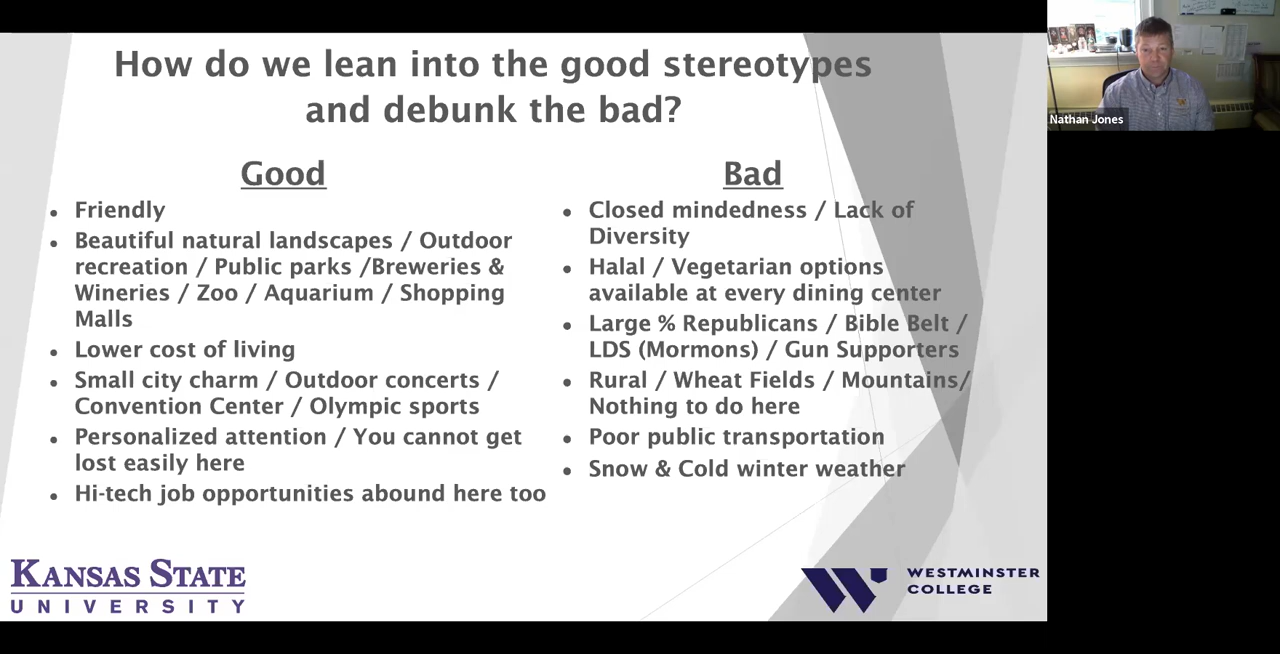 How do we lean into the good stereotypes
and debunk the bad?
Good
• Friendly
• Beautiful natural landscapes / Outdoor
recreation / Public parks /Breweries &
Wineries / Zoo / Aquarium / Shopping
Malls
• Lower cost of living
• Small city charm / Outdoor concerts /
Convention Center / Olympic sports
• Personalized attention / You cannot get
lost easily here
• Hi-tech job opportunities abound here too
Bad
• Closed mindedness / Lack of
Diversity
• Halal / Vegetarian options
available at every dining center
• Large % Republicans / Bible Belt /
LDS (Mormons) / Gun Supporters
• Rural / Wheat Fields / Mountains/
Nothing to do here
• Poor public transportation
• Snow & Cold winter weather
KANSAS STATE
UNIVERSITY
WESTMINSTER
COLLEGE
Nathan Jones